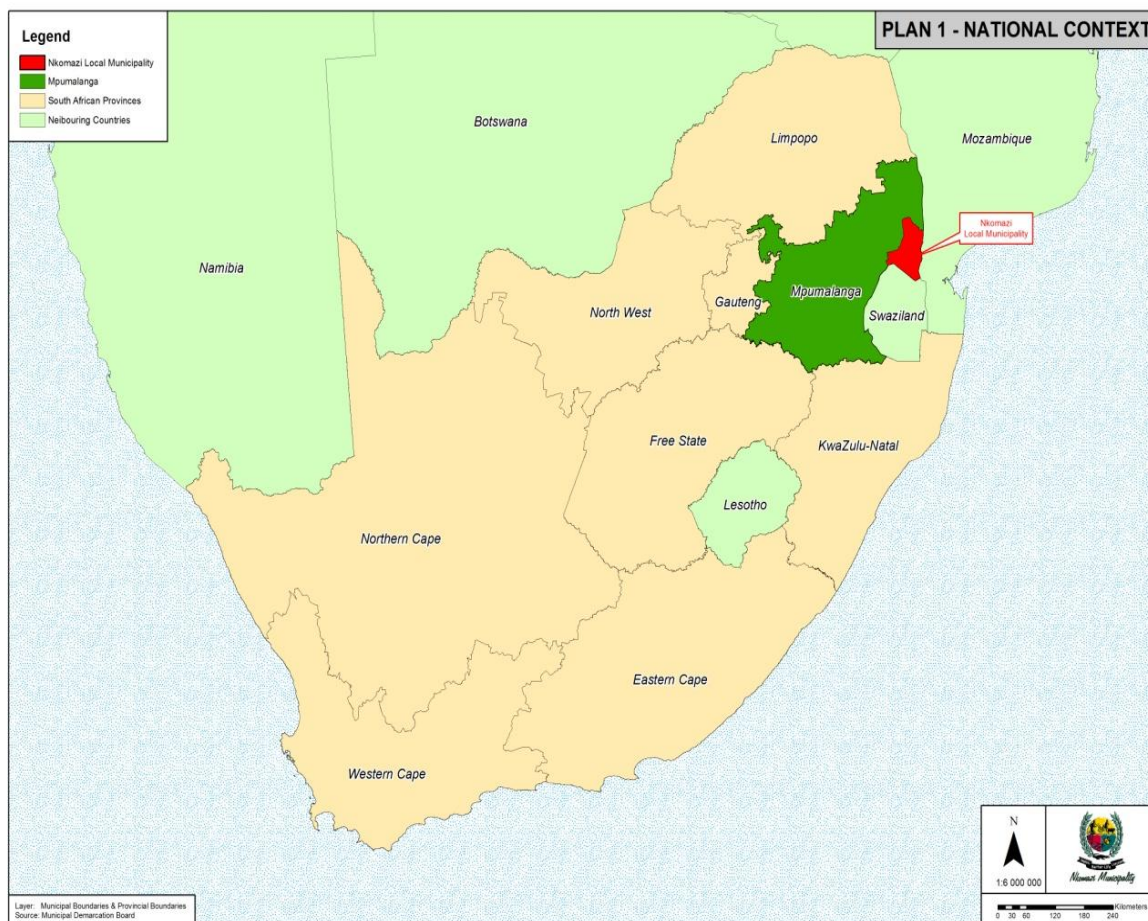 PLAN 1 - NATIONAL CONTEXT
Legend
Nkomazi Local Municipality
Mpumalanga
South African Provinces
Neibouring Countries
Botswana
Limpopo
Mozambique
Nkomazi
Local Municipality
Namibia
North West
Gauteng
Mpumalanga
Swaziland
Free State
KwaZulu-Natal
Lesotho
Northern Cape
Eastern Cape
Western Cape
N
1:6 000 000
Nkomazi Municipality
Kilometers
0 30 60 120 180 240
Layer: Municipal Boundaries & Provincial Boundaries
Source: Municipal Demarcation Board